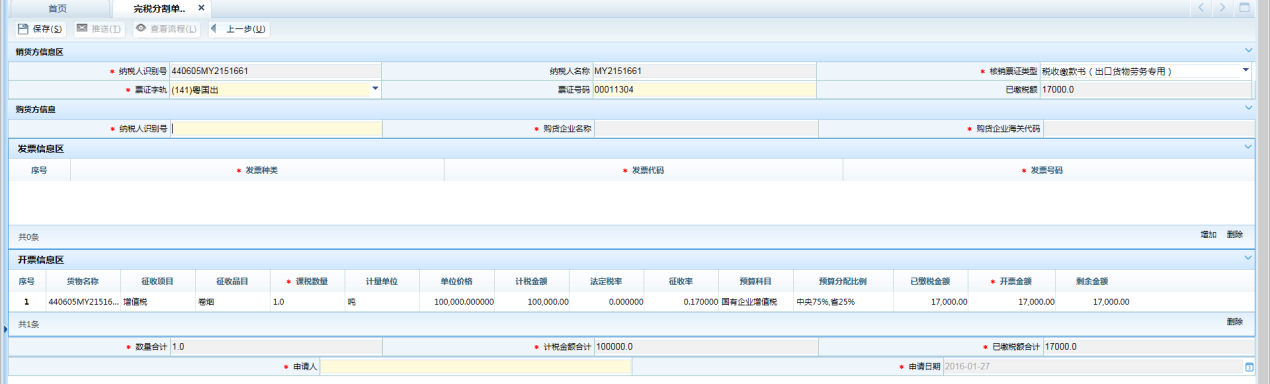 首页 完税分割单.. ×
保存(S) 推送(T) 查看流程(L) 上一步(U)
销货方信息区
* 纳税人识别号 440605MY2151661 纳税人名称 MY2151661 * 核销票证类型 税收缴款书（出口货物劳务专用）
* 票证字轨 (141)粤国出 票证号码 00011304 已缴税额 17000.0
购货方信息
* 纳税人识别号 * 购货企业名称 * 购货企业海关代码
发票信息区
序号 * 发票种类 * 发票代码 * 发票号码
共0条 增加 删除
开票信息区
序号 货物名称 征收项目 征收品目 * 课税数量 计量单位 单位价格 计税金额 法定税率 征收率 预算科目 预算分配比例 已缴税金额 * 开票金额 剩余金额
1 440605MY21516... 增值税 卷烟 1.0 吨 100,000.000000 100,000.00 0.000000 0.170000 国有企业增值税 中央75%,省25% 17,000.00 17,000.00 17,000.00
共1条 删除
* 数量合计 1.0 * 计税金额合计 100000.0 * 已缴税额合计 17000.0
* 申请人 * 申请日期 2016-01-27